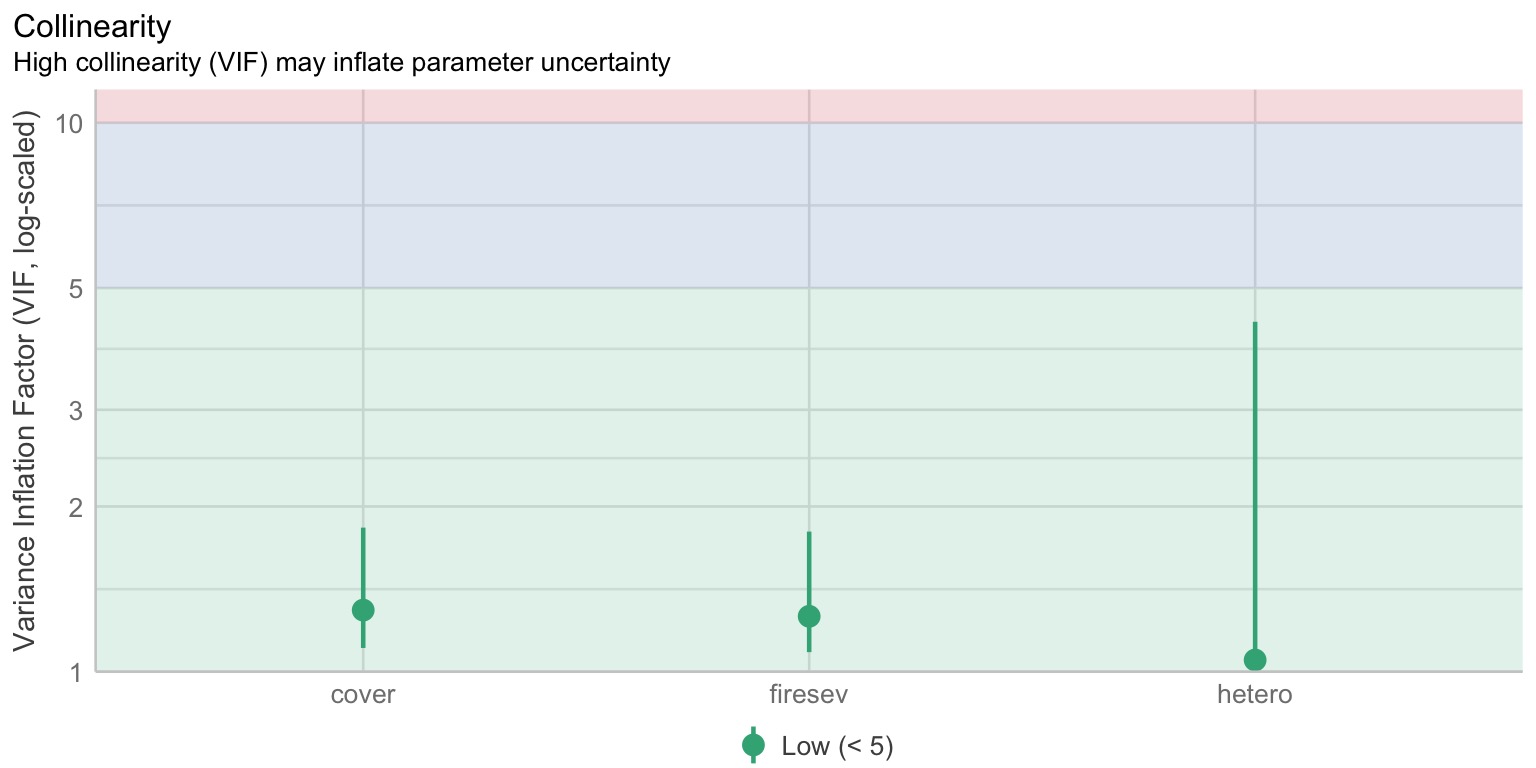 Collinearity
High collinearity (VIF) may inflate parameter uncertainty
Variance Inflation Factor (VIF, log-scaled)
10
5
3
2
1
cover firesev hetero
Low (< 5)